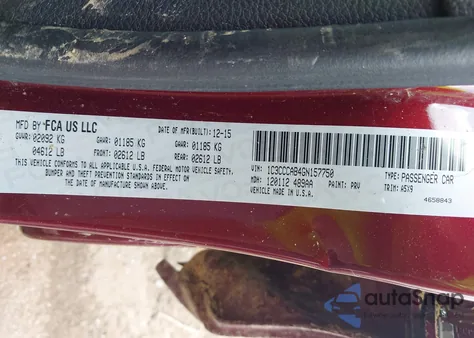 MFD BY FCA US LLC
DATE OF MFR(BUILT): 12-15
GVWR: 02092 KG GAWR: 01185 KG GAWR: 01185 KG
04612 LB FRONT: 02612 LB REAR: 02612 LB
THIS VEHICLE CONFORMS TO ALL APPLICABLE U.S.A. FEDERAL MOTOR VEHICLE SAFETY
BUMPER AND THEFT PREVENTION STANDARDS IN EFFECT ON
THE DATE OF MANUFACTURE SHOWN ABOVE.
VIN: 1C3CCCAB4GN157750
TYPE: PASSENGER CAR
MDH: 120112 489AA PAINT: PRV TRIM: A5X9
MADE IN U.S.A.
4658843
autoSnap